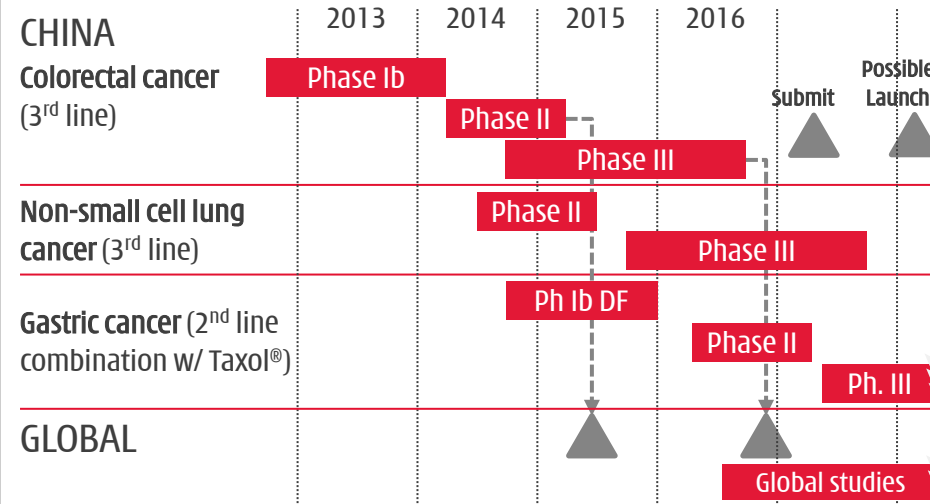 2013 2014 2015 2016
CHINA
Colorectal cancer
(3rd line)
Phase Ib
Phase II
Phase III
Submit
Possible
Launch
Non-small cell lung
cancer (3rd line)
Phase II
Phase III
Gastric cancer (2nd line
combination w/ Taxol®)
Ph Ib DF
Phase II
Ph. III
GLOBAL
Global studies